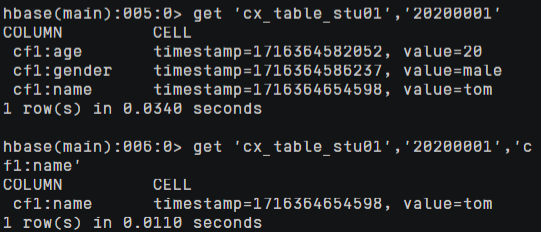 hbase(main):005:0> get 'cx_table_stu01','20200001'
COLUMN CELL
cf1:age timestamp=1716364582052, value=20
cf1:gender timestamp=1716364586237, value=male
cf1:name timestamp=1716364654598, value=tom
1 row(s) in 0.0340 seconds
hbase(main):006:0> get 'cx_table_stu01','20200001','c
f1:name'
COLUMN CELL
cf1:name timestamp=1716364654598, value=tom
1 row(s) in 0.0110 seconds